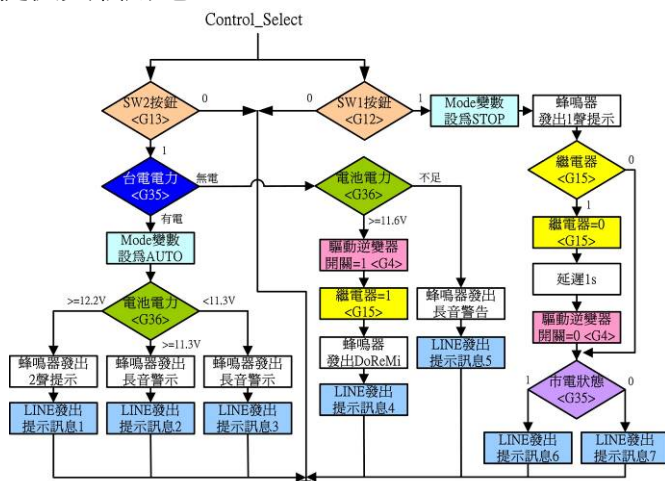 Control_Select
SW2按鈕
<G13>
0
1
SW1按鈕
<G12>
0
1
Mode變數
設為STOP
蜂鳴器
發出1聲提示
繼電器
<G15>
0
1
繼電器=0
<G15>
延遲1s
驅動逆變器
開關=0 <G4>
市電狀態
<G35>
1
0
LINE發出
提示訊息6
LINE發出
提示訊息7
台電電力
<G35>
無電
有電
電池電力
<G36>
不足
>=11.6V
驅動逆變器
開關=1 <G4>
繼電器=1
<G15>
蜂鳴器
發出DoReMi
LINE發出
提示訊息4
蜂鳴器發出
長音警告
LINE發出
提示訊息5
Mode變數
設為AUTO
電池電力
<G36>
>=12.2V
<11.3V
>=11.3V
蜂鳴器發出
2聲提示
蜂鳴器發出
長音警示
蜂鳴器發出
長音警示
LINE發出
提示訊息1
LINE發出
提示訊息2
LINE發出
提示訊息3